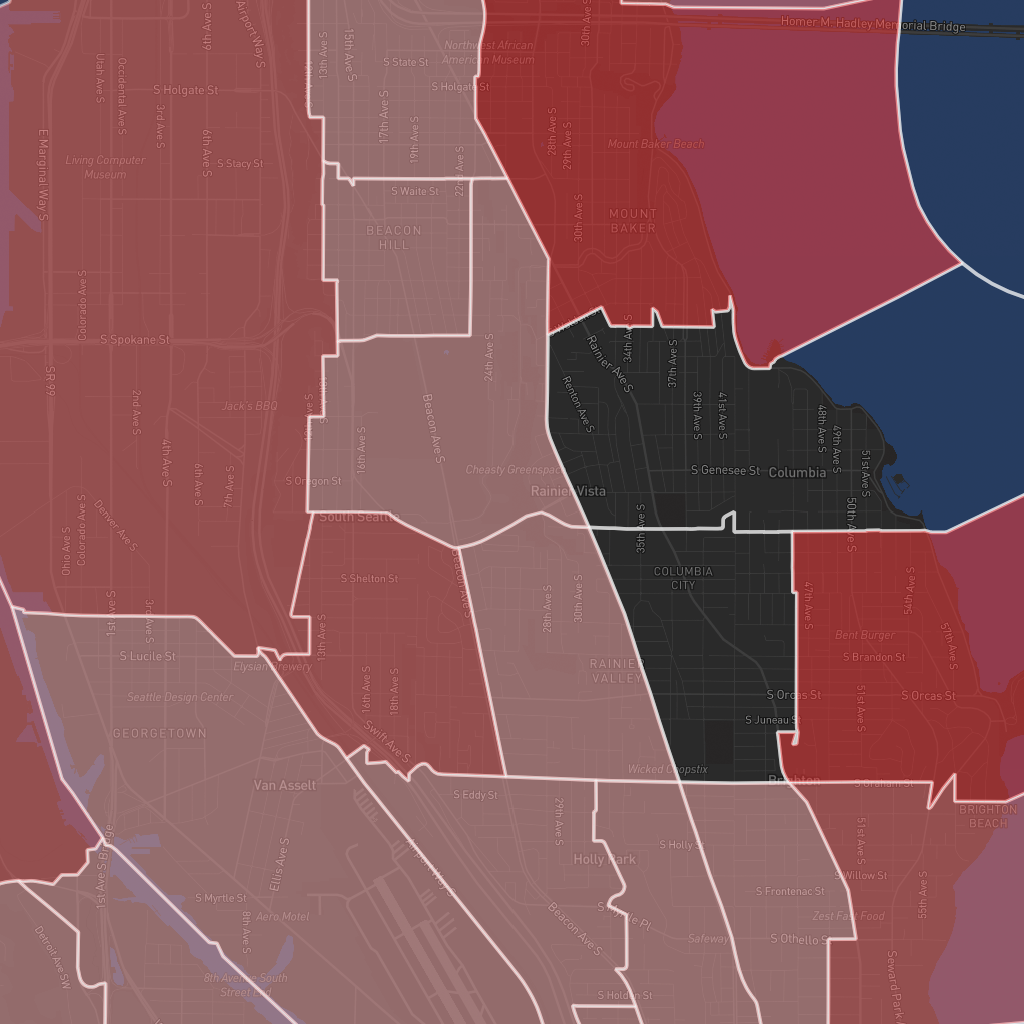 Homer M. Hadley Memorial Bridge
6th Ave S
Airport Way S
15th Ave S
13th Ave S
30th Ave S
Northwest African
American Museum
Utah Ave S
Occidental Ave S
S State St
S Holgate St
S Holgate St
3rd Ave S
6th Ave S
17th Ave S
19th Ave S
28th Ave S
29th Ave S
Mount Baker Beach
E Marginal Way S
Living Computer
Museum
S Stacy St
22nd Ave S
S Waite St
30th Ave S
MOUNT
BAKER
BEACON
HILL
Colorado Ave S
S Spokane St
24th Ave S
34th Ave S
37th Ave S
Rainier Ave S
Renton Ave S
SR 99
2nd Ave S
Jack's BBQ
Beacon Ave S
39th Ave S
41st Ave S
48th Ave S
49th Ave S
51st Ave S
4th Ave S
6th Ave S
7th Ave S
16th Ave S
Cheasty Greenspac
S Genesee St
Columbia
S Oregon St
Rainier Vista
Denver Ave S
Colorado Ave S
Ohio Ave S
South Seattle
35th Ave S
50th Ave S
COLUMBIA
CITY
S Shelton St
Beacon Ave S
28th Ave S
30th Ave S
47th Ave S
54th Ave S
1st Ave S
3rd Ave S
13th Ave S
57th Ave S
Bent Burger
S Brandon St
S Lucile St
Elysian Brewery
RAINIER
VALLEY
16th Ave S
18th Ave S
S Orcas St
S Orcas St
51st Ave S
Seattle Design Center
S Juneau St
GEORGETOWN
Swift Ave S
Wicked Chopstix
Brighton
S Graham St
Van Asselt
S Eddy St
29th Ave S
BRIGHTON
BEACH
S Holly St
51st Ave S
1st Ave S Bridge
Ellis Ave S
Airport Way S
Holly Park
S Willow St
55th Ave S
S Myrtle St
S Frontenac St
Aero Motel
8th Ave S
Beacon Ave S
S Myrtle Pl
Zest Fast Food
Safeway
S Othello S
Detroit Ave SW
8th Avenue South
Street End
S Holden St
Seward Park